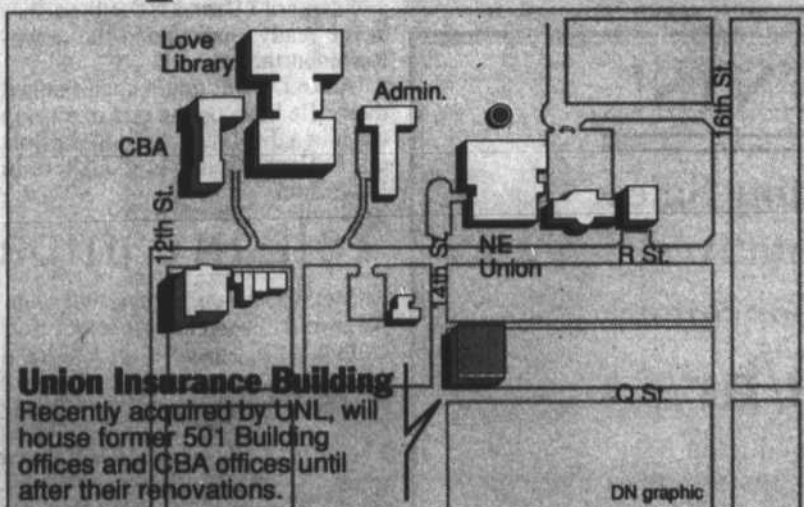 Love
Library
Admin.
CBA
16th St.
12th St.
14th St.
NE
Union
R St.
Union Insurance Building
Recently acquired by UNL, will
house former 501 Building
offices and CBA offices until
after their renovations.
Q St.
DN graphic